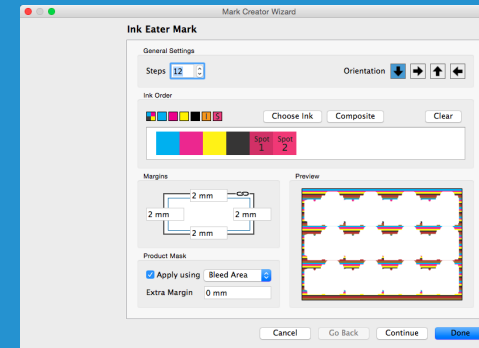 Mark Creator Wizard
Ink Eater Mark
General Settings
Steps 12 Orientation
Ink Order
1 S
Choose Ink Composite Clear
Spot 1 Spot 2
Margins
2 mm
2 mm 2 mm
2 mm
Preview
Product Mask
Apply using Bleed Area
Extra Margin 0 mm
Cancel Go Back Continue Done